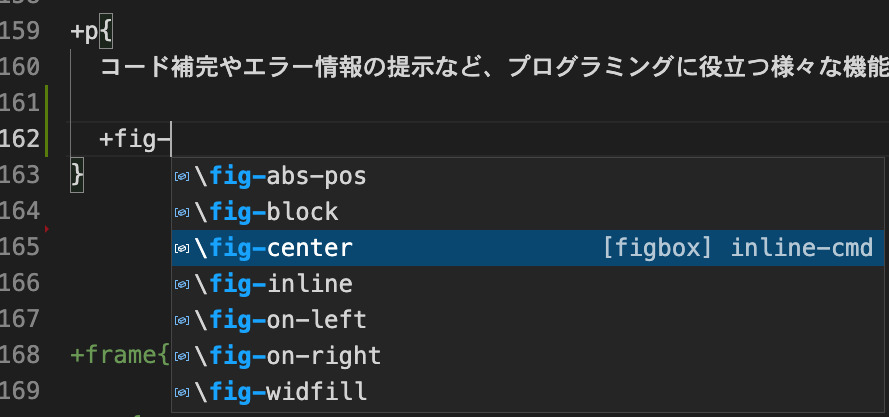 159 +p{
160 コード補完やエラー情報の提示など、プログラミングに役立つ様々な機能
161
162 +fig-
163 }
\fig-abs-pos
164
\fig-block
165
\fig-center [figbox] inline-cmd
166
\fig-inline
167
\fig-on-left
168 +frame{
\fig-on-right
169
\fig-widfill